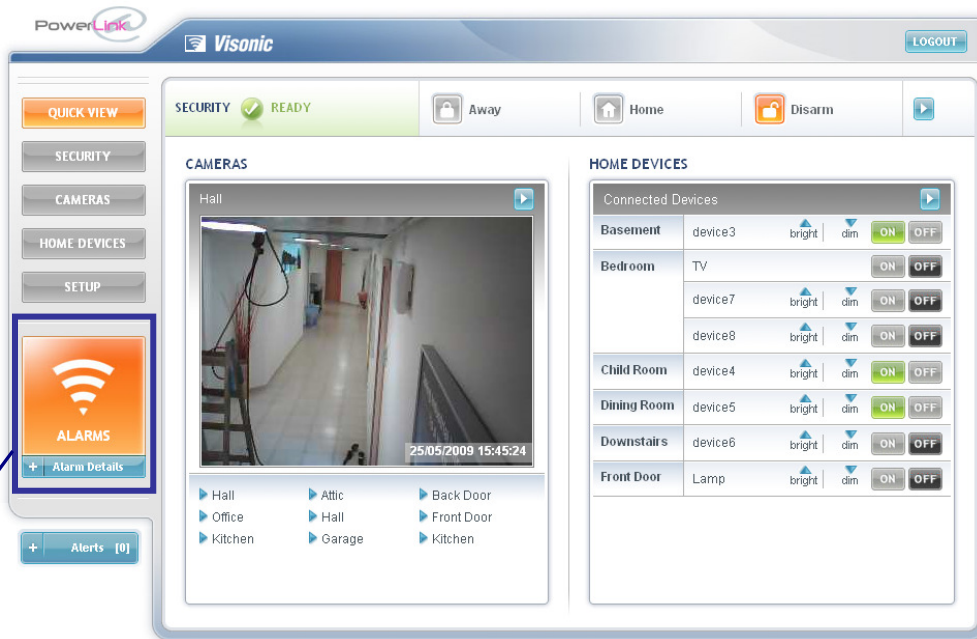 PowerLink
Visonic
LOGOUT
QUICK VIEW
SECURITY
CAMERAS
HOME DEVICES
SETUP
ALARMS
+ Alarm Details
+ Alerts [0]
SECURITY READY Away Home Disarm
CAMERAS
Hall
25/05/2009 15:45:24
Hall Attic Back Door
Office Hall Front Door
Kitchen Garage Kitchen
HOME DEVICES
Connected Devices
Basement device3 bright dim ON OFF
Bedroom TV ON OFF
device7 bright dim ON OFF
device8 bright dim ON OFF
Child Room device4 bright dim ON OFF
Dining Room device5 bright dim ON OFF
Downstairs device6 bright dim ON OFF
Front Door Lamp bright dim ON OFF